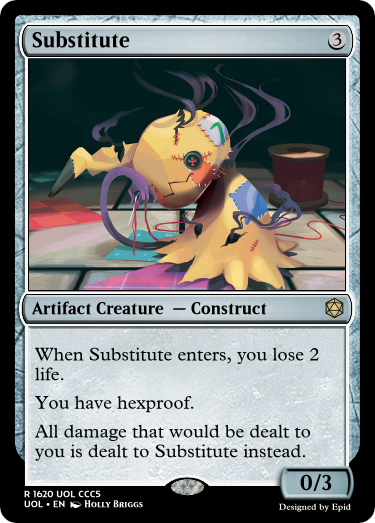 Substitute 3
Artifact Creature — Construct
When Substitute enters, you lose 2
life.
You have hexproof.
All damage that would be dealt to
you is dealt to Substitute instead.
0/3
R 1620 UOL CCC5
UOL • EN Holly Briggs
Designed by Epid